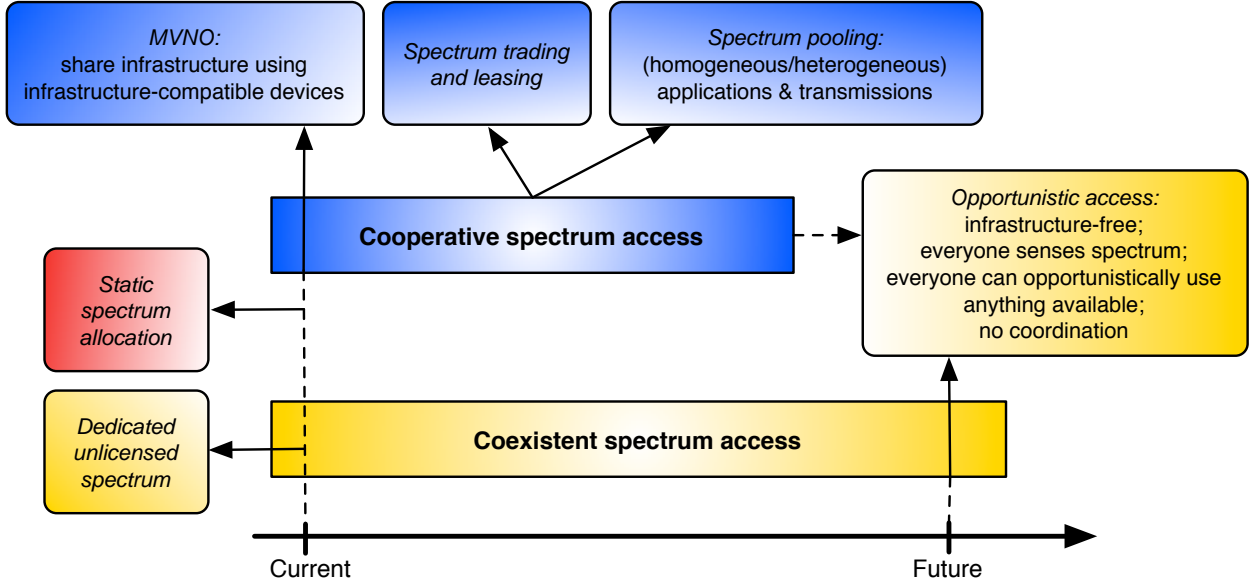 MVNO:
share infrastructure using
infrastructure-compatible devices
Spectrum trading
and leasing
Spectrum pooling:
(homogeneous/heterogeneous)
applications & transmissions
Opportunistic access:
infrastructure-free;
everyone senses spectrum;
everyone can opportunistically use
anything available;
no coordination
Cooperative spectrum access
Static
spectrum
allocation
Dedicated
unlicensed
spectrum
Coexistent spectrum access
Current
Future